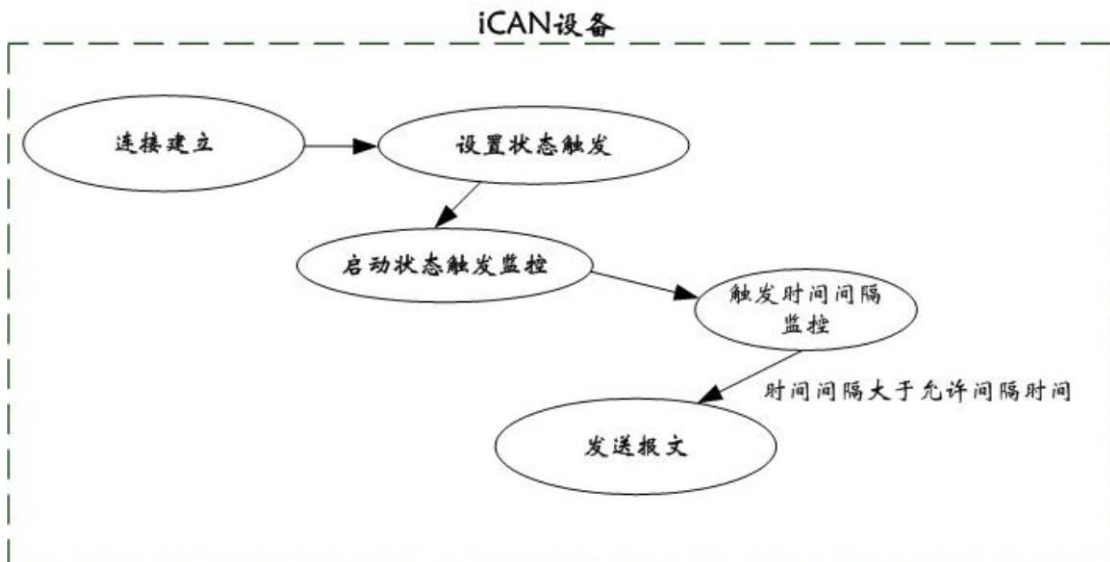 iCAN设备
连接建立
设置状态触发
启动状态触发监控
触发时间间隔
监控
时间间隔大于允许间隔时间
发送报文